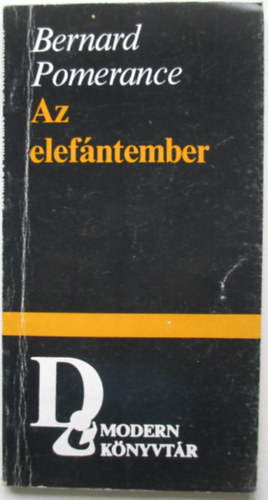 Bernard
Pomerance
Az
elefántember
D&
MODERN
KÖNYVTÁR